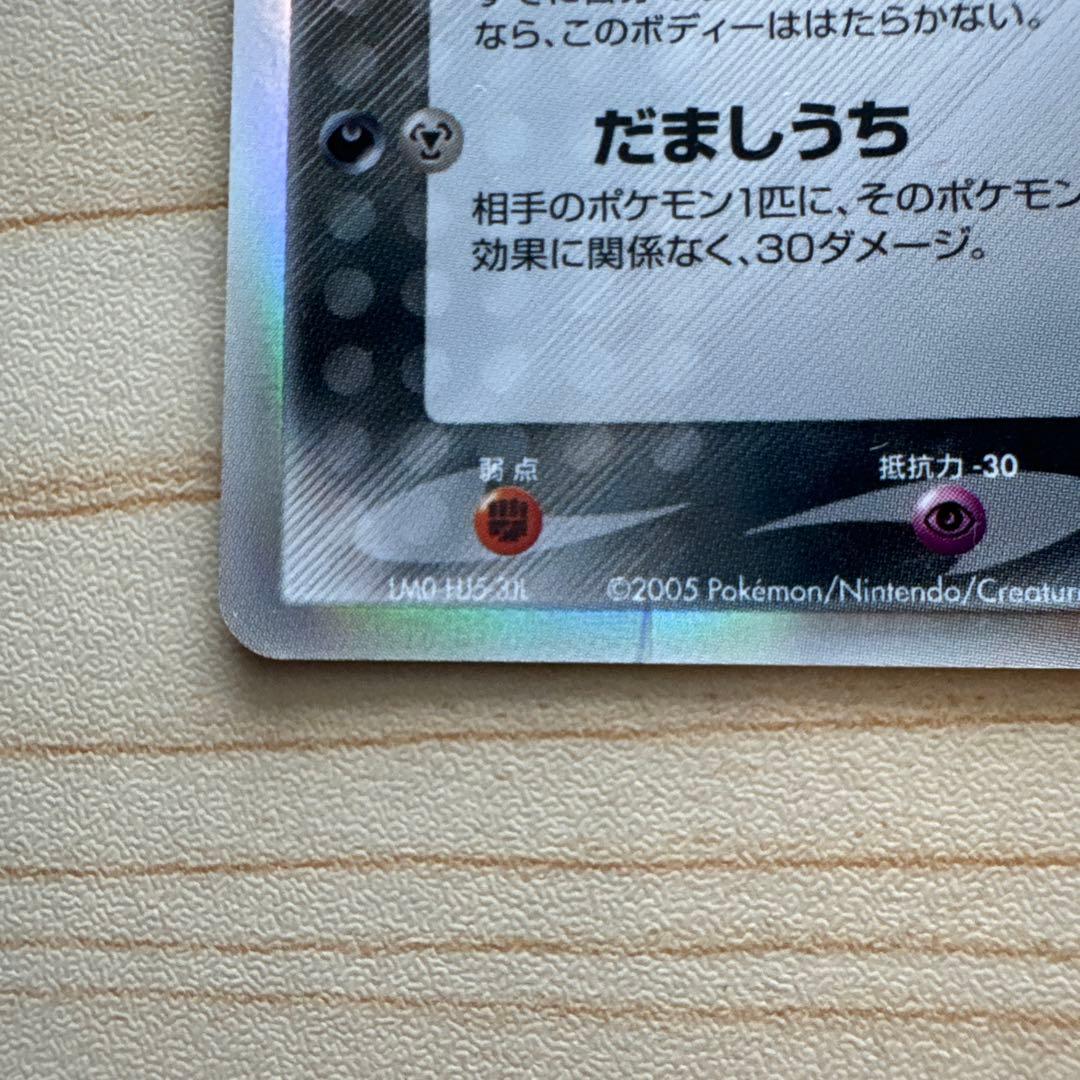 なら、このボディーははたらかない。
だましうち
相手のポケモン1匹に、そのポケモン
効果に関係なく、30ダメージ。
弱点
抵抗力 -30
©2005 Pokémon/Nintendo/Creatur